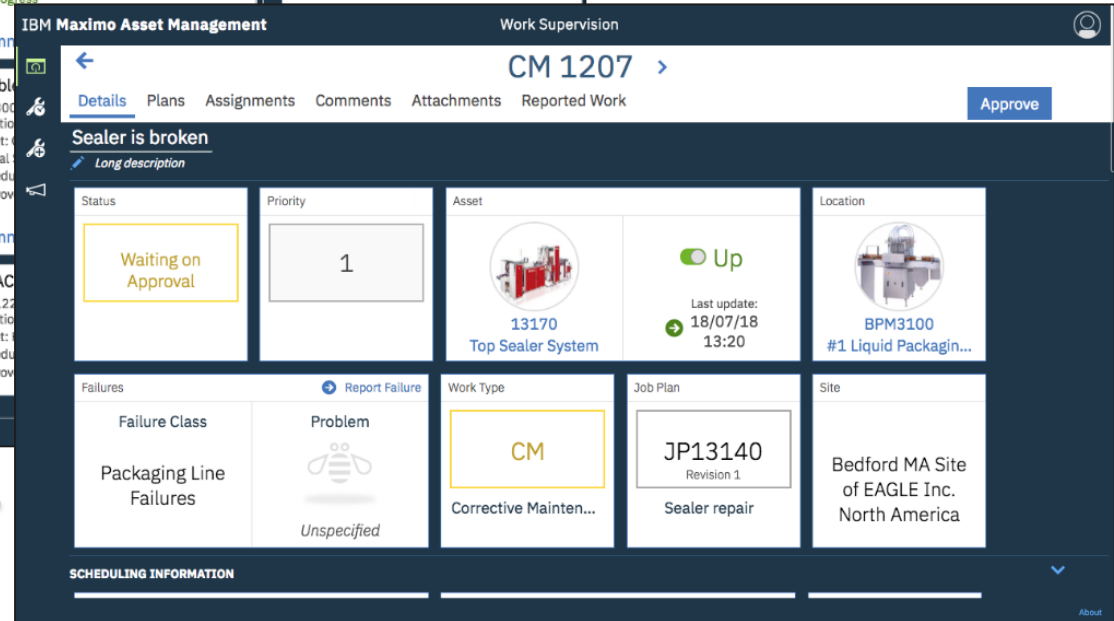 IBM Maximo Asset Management
Work Supervision
CM 1207
Details Plans Assignments Comments Attachments Reported Work
Approve
Sealer is broken
Long description
Status
Waiting on
Approval
Priority
1
Asset
13170
Top Sealer System
Up
Last update:
18/07/18
13:20
Location
BPM3100
#1 Liquid Packagin...
Failures
Report Failure
Failure Class
Packaging Line
Failures
Problem
Unspecified
Work Type
CM
Corrective Mainten...
Job Plan
JP13140
Revision 1
Sealer repair
Site
Bedford MA Site
of EAGLE Inc.
North America
SCHEDULING INFORMATION
About